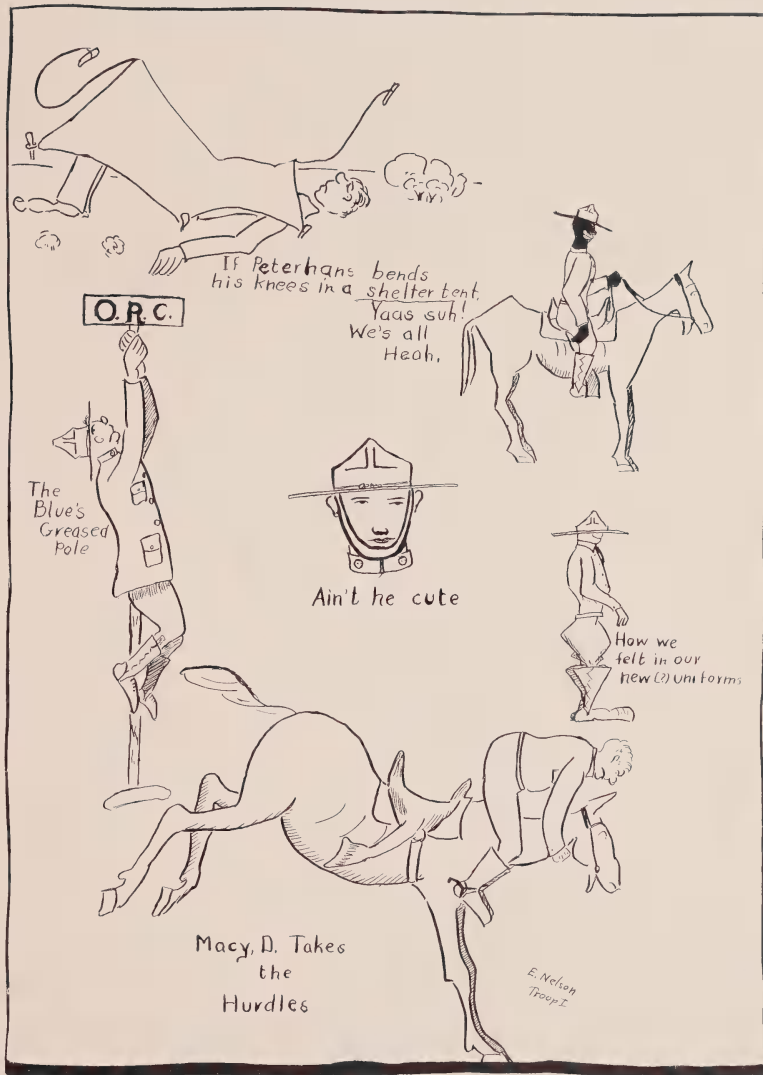 If Peterhans bends
his knees in a shelter tent.
Yaas suh!
We's all
Heah,
O.R.C.
The
Blue's
Greased
Pole
Ain't he cute
How we
felt in our
new (?) uniforms
Macy, D. Takes
the
Hurdles
E. Nelson
Troop I